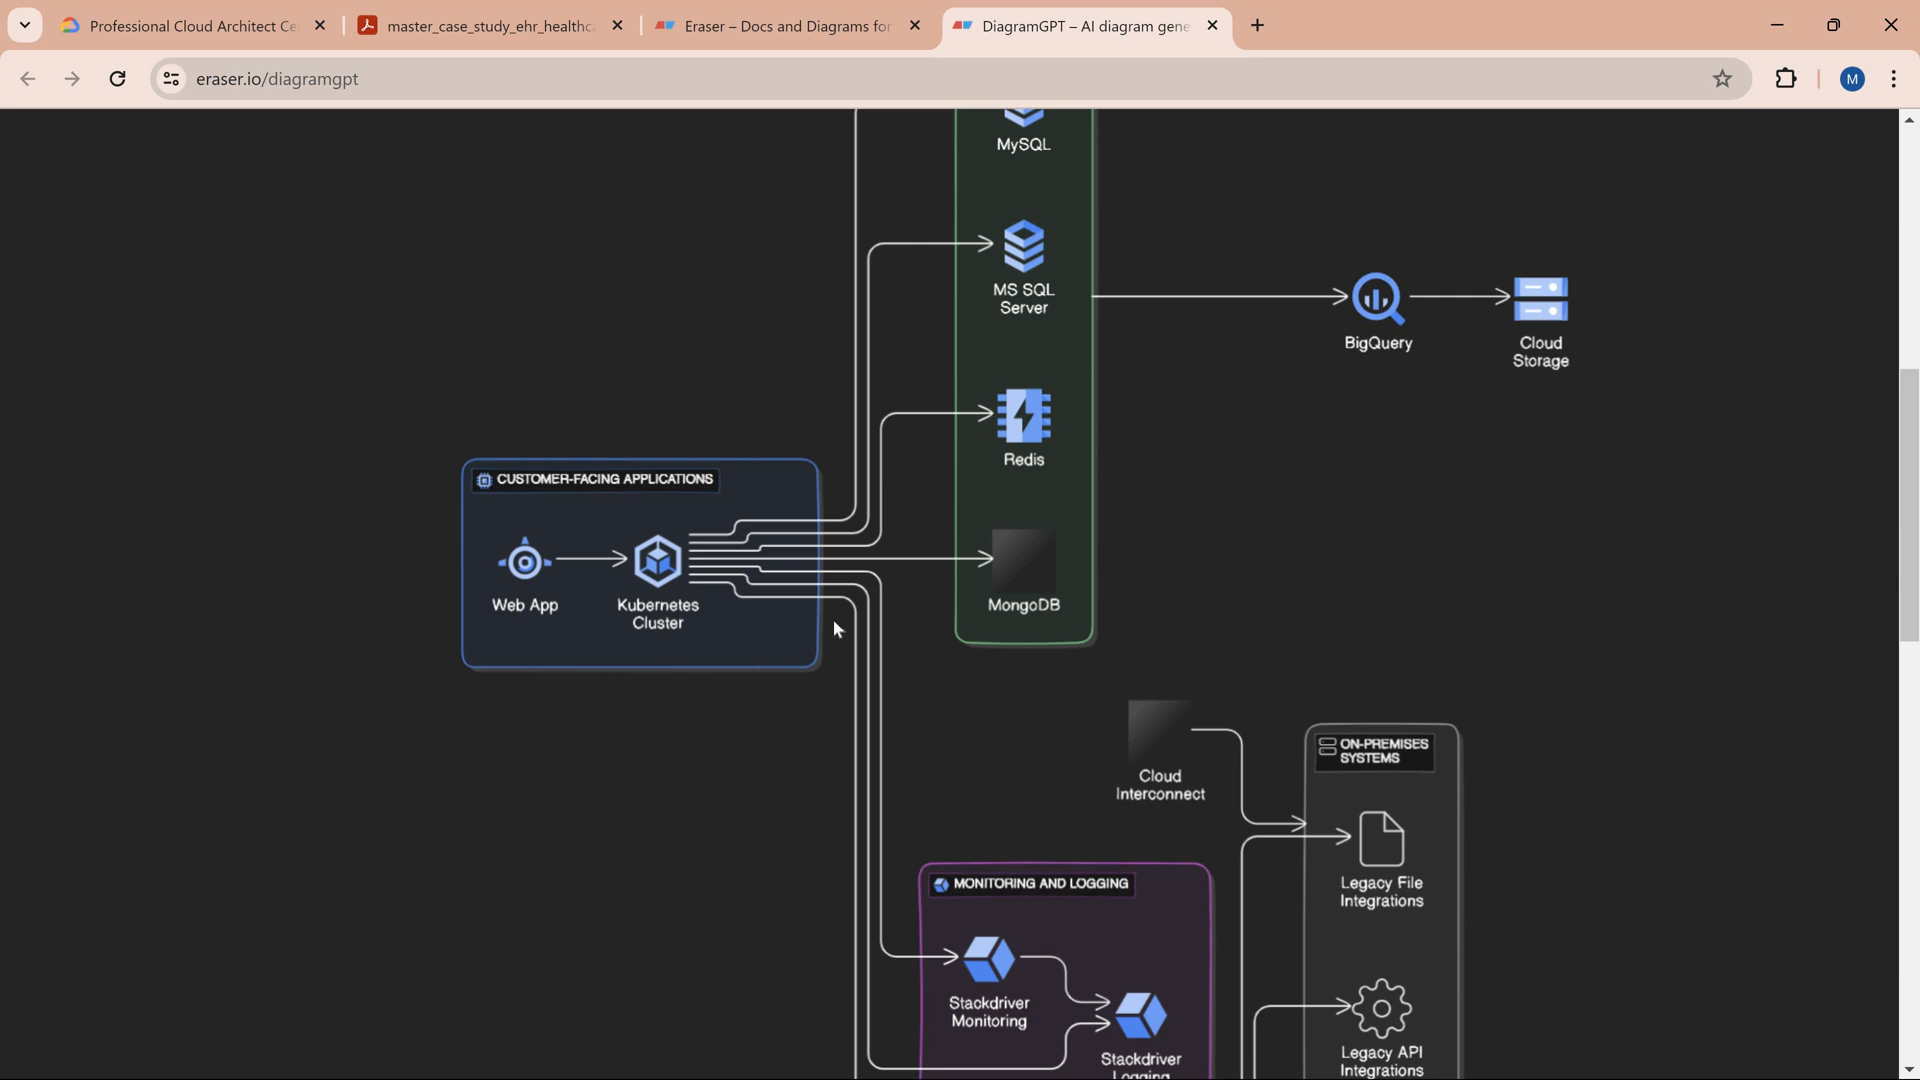 Professional Cloud Architect Ce
master_case_study_ehr_healthc
Eraser – Docs and Diagrams for
DiagramGPT – AI diagram gene
eraser.io/diagramgpt
M
MySQL
MS SQL
Server
BigQuery
Cloud
Storage
Redis
CUSTOMER-FACING APPLICATIONS
Web App
Kubernetes
Cluster
MongoDB
Cloud
Interconnect
ON-PREMISES
SYSTEMS
Legacy File
Integrations
MONITORING AND LOGGING
Stackdriver
Monitoring
Stackdriver
Logging
Legacy API
Integrations